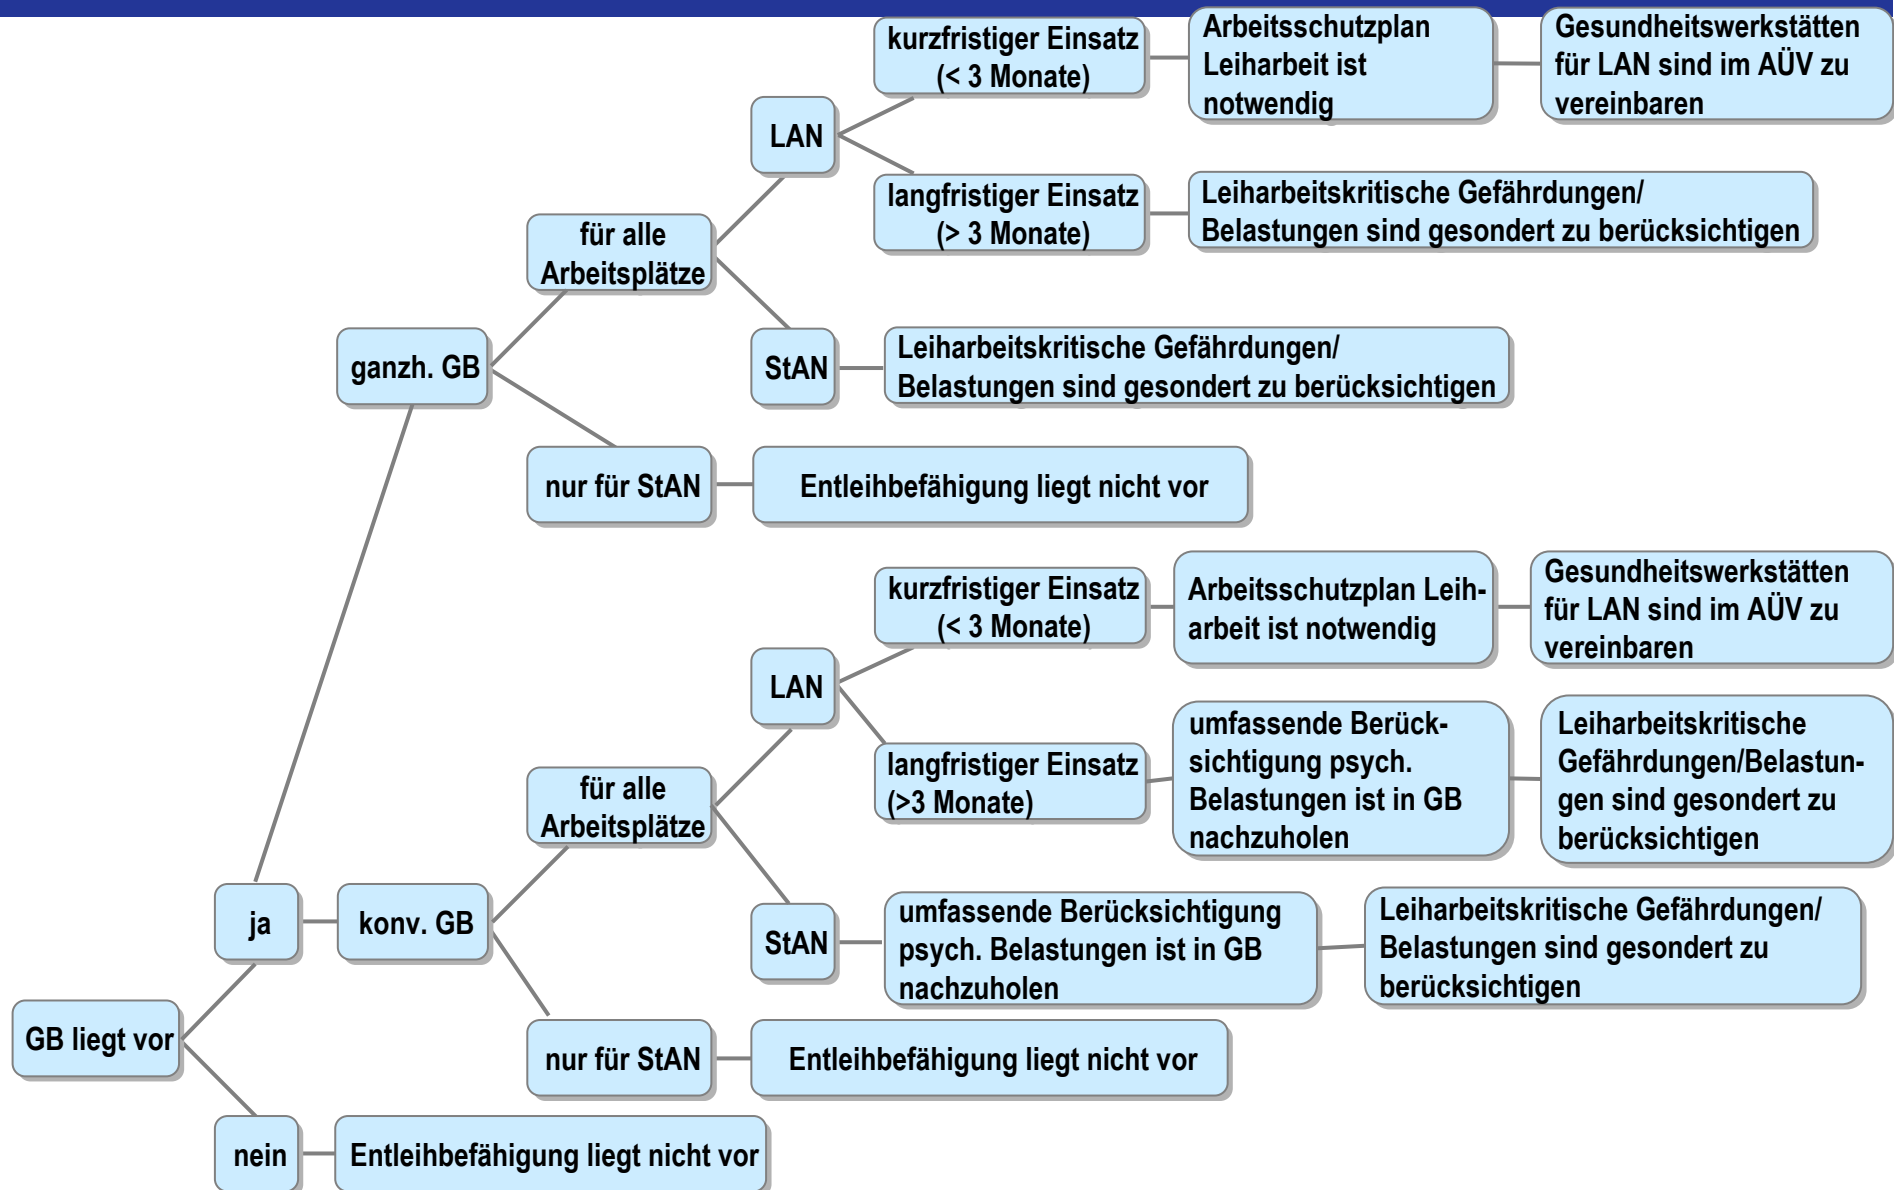 kurzfristiger Einsatz
(< 3 Monate)
Arbeitsschutzplan
Leiharbeit ist
notwendig
Gesundheitswerkstätten
für LAN sind im AÜV zu
vereinbaren
LAN
langfristiger Einsatz
(> 3 Monate)
Leiharbeitskritische Gefährdungen/
Belastungen sind gesondert zu berücksichtigen
für alle
Arbeitsplätze
ganzh. GB
StAN
Leiharbeitskritische Gefährdungen/
Belastungen sind gesondert zu berücksichtigen
nur für StAN
Entleihbefähigung liegt nicht vor
kurzfristiger Einsatz
(< 3 Monate)
Arbeitsschutzplan Leih-
arbeit ist notwendig
Gesundheitswerkstätten
für LAN sind im AÜV zu
vereinbaren
LAN
langfristiger Einsatz
(>3 Monate)
umfassende Berück-
sichtigung psych.
Belastungen ist in GB
nachzuholen
Leiharbeitskritische
Gefährdungen/Belastun-
gen sind gesondert zu
berücksichtigen
für alle
Arbeitsplätze
ja
konv. GB
StAN
umfassende Berücksichtigung
psych. Belastungen ist in GB
nachzuholen
Leiharbeitskritische Gefährdungen/
Belastungen sind gesondert zu
berücksichtigen
GB liegt vor
nur für StAN
Entleihbefähigung liegt nicht vor
nein
Entleihbefähigung liegt nicht vor